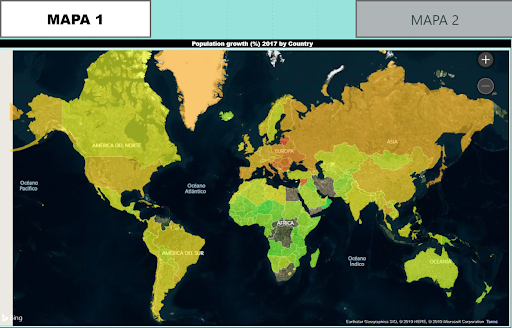 MAPA 1
MAPA 2
Population growth (%) 2017 by Country
ASIA
AMÉRICA DEL NORTE
EUROPA
Océano
Pacífico
Océano
Atlántico
ÁFRICA
AMÉRICA DEL SUR
Océano
Índico
OCEANÍA
Bing
Earthstar Geographics SIO, © 2019 HERE, © 2019 Microsoft Corporation Terms